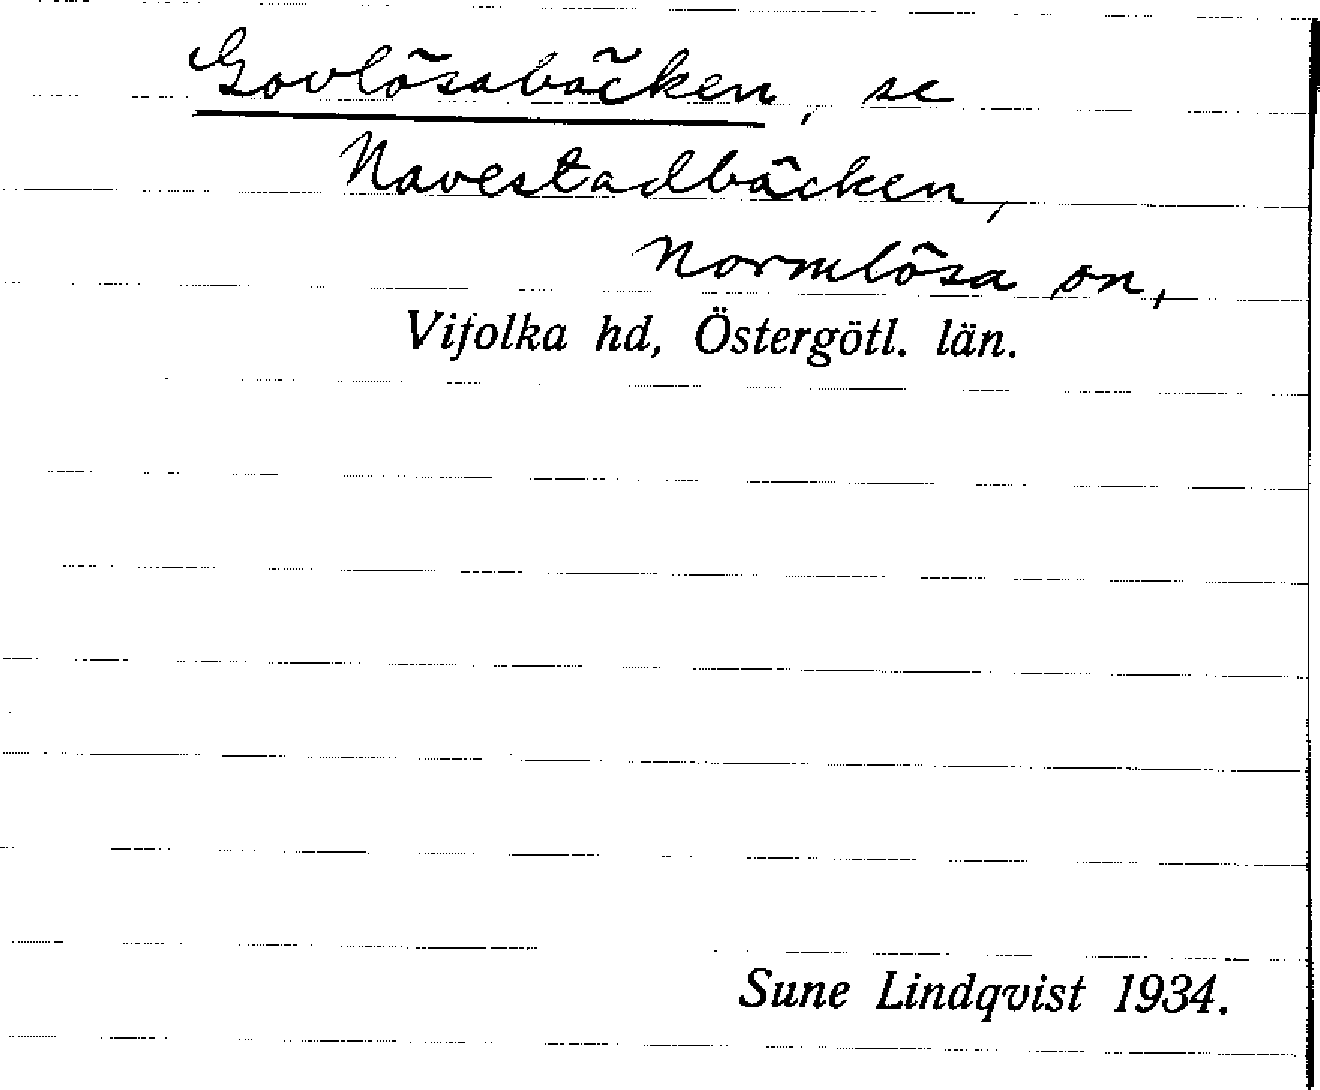 Govlösabäcken, se
Navestadbäcken,
Normlösa sn,
Vifolka hd, Östergötl. län.
Sune Lindqvist 1934.